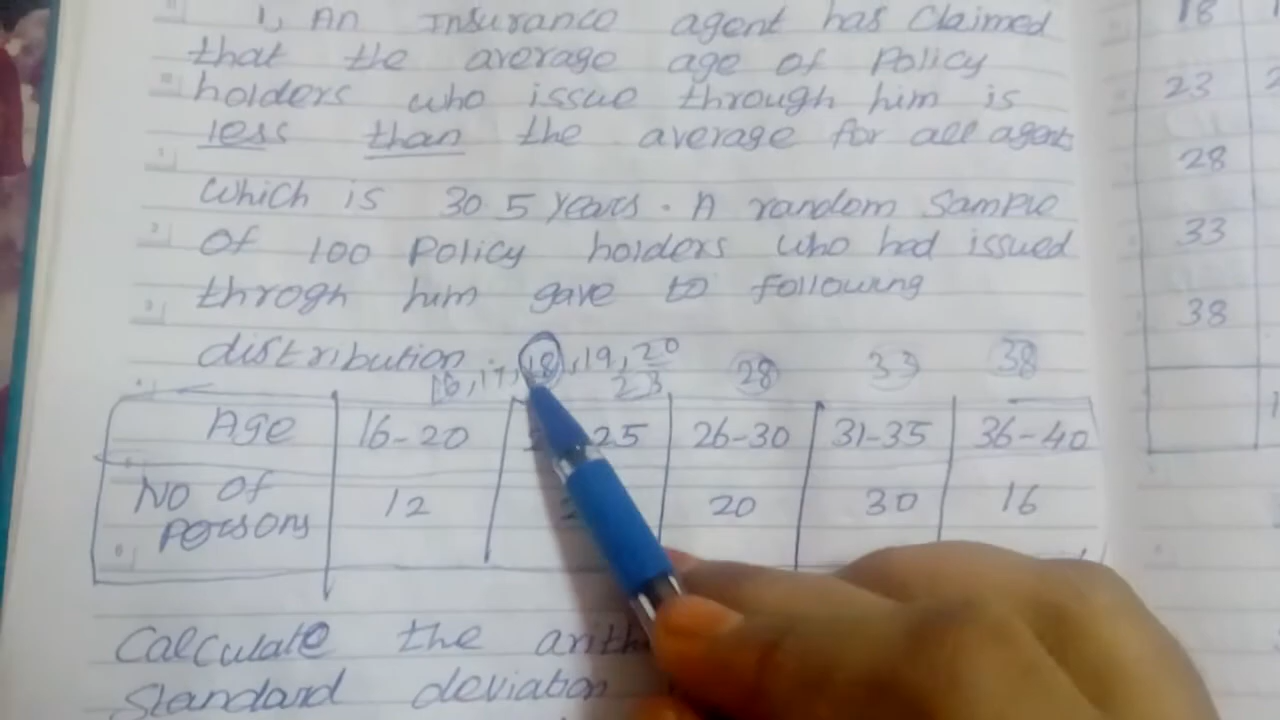 1, An Insurance agent has claimed
that the average age of Policy
holders who issue through him is
less than the average for all agents
which is 30 5 years. A random sample
Of 100 Policy holders who had issued
throgh him gave to following
distribution. 16, 17, 18, 19, 20
23 28 33 38
Age 16-20 25 26-30 31-35 36-40
No Of persons 12 20 30 16
Calculate the
Standard deviation
18
23
28
33
38